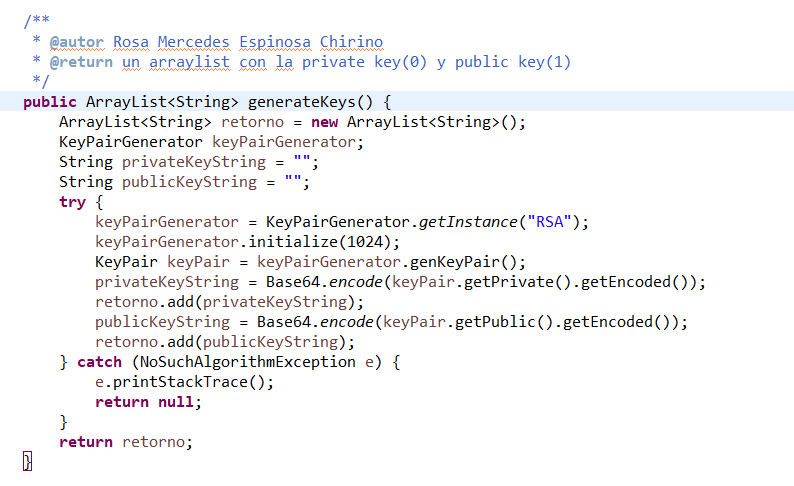 /**
 * @autor Rosa Mercedes Espinosa Chirino
 * @return un arraylist con la private key(0) y public key(1)
 */
public ArrayList<String> generateKeys() {
    ArrayList<String> retorno = new ArrayList<String>();
    KeyPairGenerator keyPairGenerator;
    String privateKeyString = "";
    String publicKeyString = "";
    try {
        keyPairGenerator = KeyPairGenerator.getInstance("RSA");
        keyPairGenerator.initialize(1024);
        KeyPair keyPair = keyPairGenerator.genKeyPair();
        privateKeyString = Base64.encode(keyPair.getPrivate().getEncoded());
        retorno.add(privateKeyString);
        publicKeyString = Base64.encode(keyPair.getPublic().getEncoded());
        retorno.add(publicKeyString);
    } catch (NoSuchAlgorithmException e) {
        e.printStackTrace();
        return null;
    }
    return retorno;
}